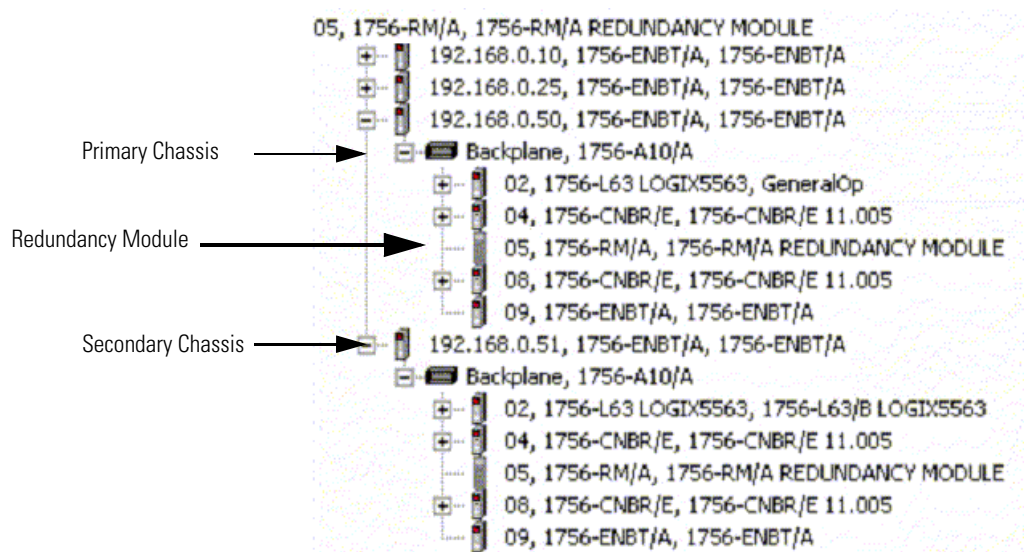 05, 1756-RM/A, 1756-RM/A REDUNDANCY MODULE
192.168.0.10, 1756-ENBT/A, 1756-ENBT/A
192.168.0.25, 1756-ENBT/A, 1756-ENBT/A
192.168.0.50, 1756-ENBT/A, 1756-ENBT/A
Primary Chassis
Backplane, 1756-A10/A
02, 1756-L63 LOGIX5563, GeneralOp
04, 1756-CNBR/E, 1756-CNBR/E 11.005
Redundancy Module
05, 1756-RM/A, 1756-RM/A REDUNDANCY MODULE
08, 1756-CNBR/E, 1756-CNBR/E 11.005
09, 1756-ENBT/A, 1756-ENBT/A
Secondary Chassis
192.168.0.51, 1756-ENBT/A, 1756-ENBT/A
Backplane, 1756-A10/A
02, 1756-L63 LOGIX5563, 1756-L63/B LOGIX5563
04, 1756-CNBR/E, 1756-CNBR/E 11.005
05, 1756-RM/A, 1756-RM/A REDUNDANCY MODULE
08, 1756-CNBR/E, 1756-CNBR/E 11.005
09, 1756-ENBT/A, 1756-ENBT/A